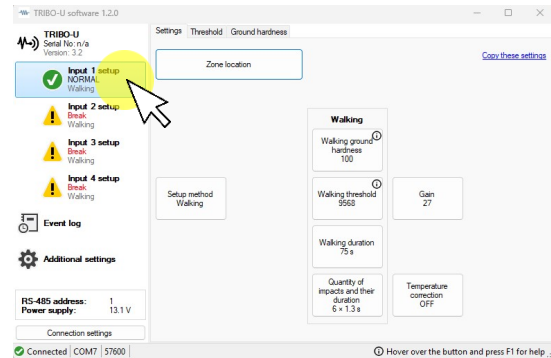 TRIBO-U software 1.2.0
TRIBO-U
Serial No: n/a
Version: 3.2
Input 1 setup
NORMAL
Walking
Input 2 setup
Break
Walking
Input 3 setup
Break
Walking
Input 4 setup
Break
Walking
Event log
Additional settings
RS-485 address: 1
Power supply: 13.1 V
Connection settings
Settings Threshold Ground hardness
Zone location
Copy these settings
Walking
Walking ground
hardness
100
Setup method
Walking
Walking threshold
9568
Gain
27
Walking duration
75 s
Quantity of
impacts and their
duration
6 × 1.3 s
Temperature
correction
OFF
Connected COM7 57600
Hover over the button and press F1 for help